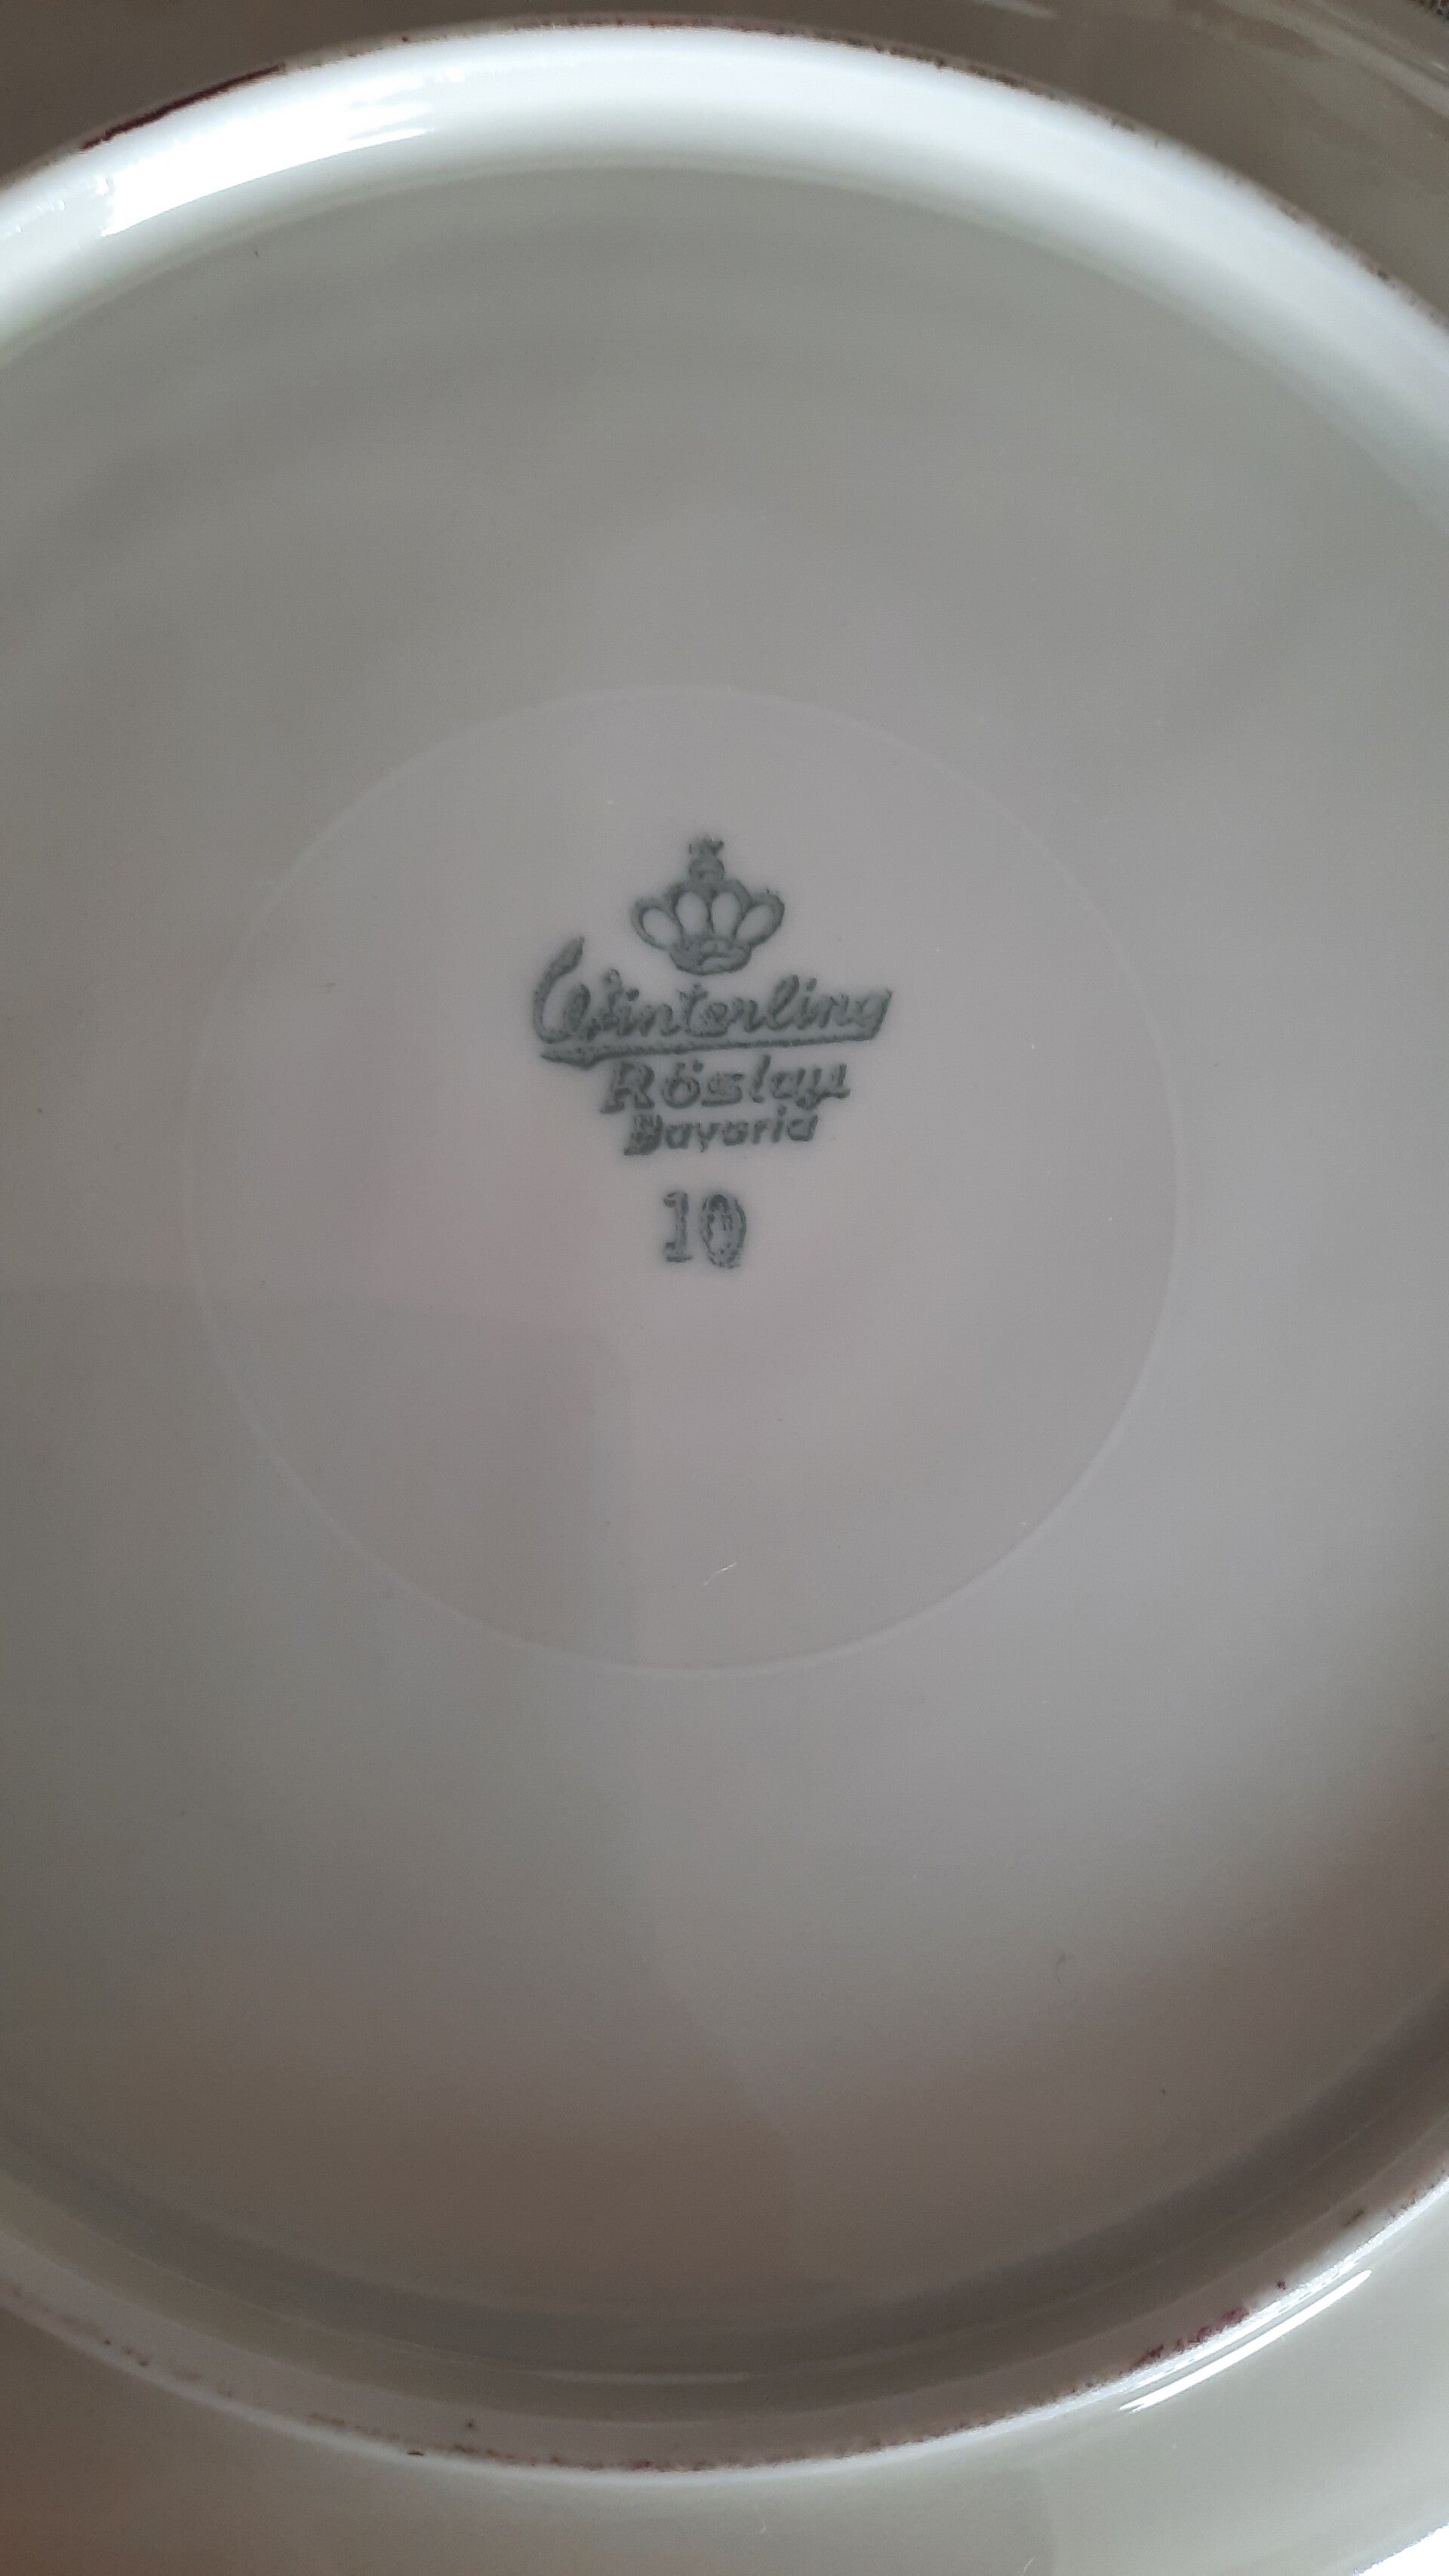 Winterling
Röslau
Bavaria
10